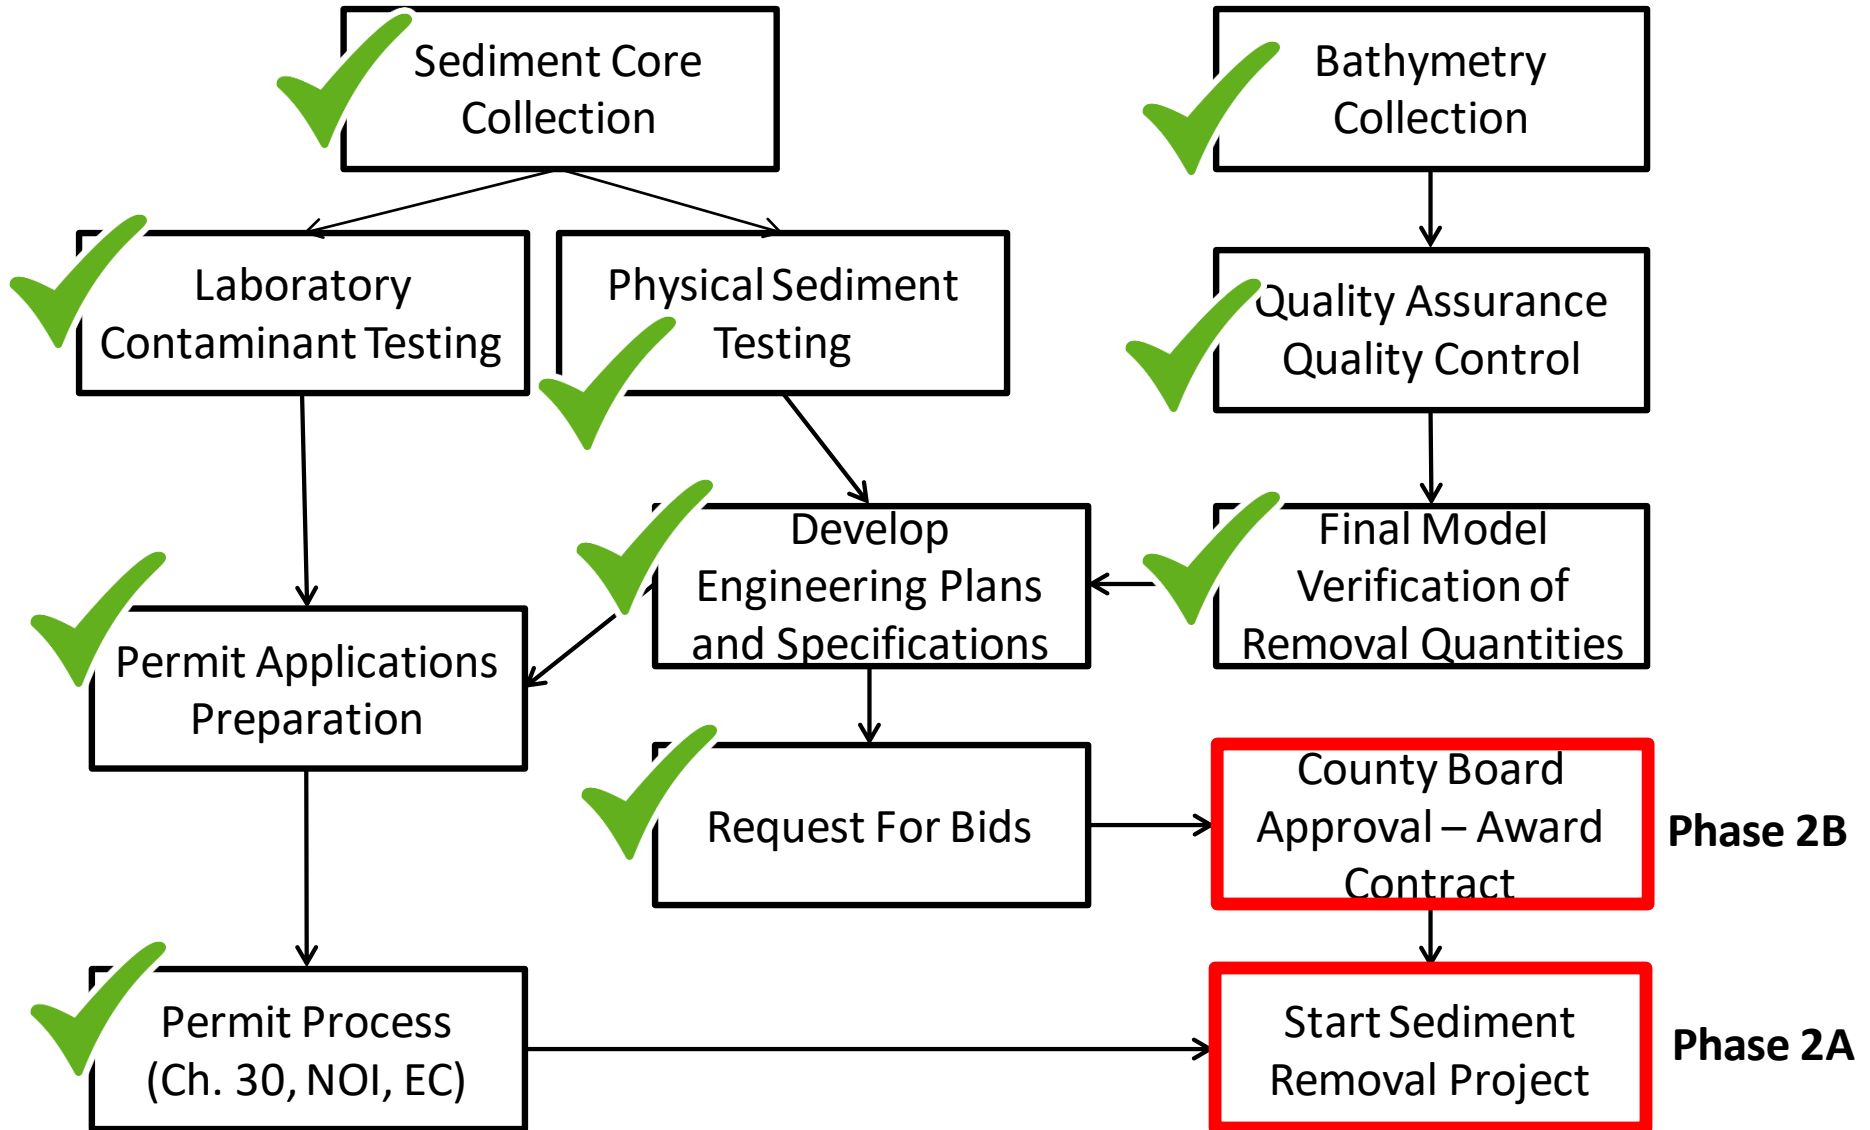 Sediment Core
Collection
Bathymetry
Collection
Laboratory
Contaminant Testing
Physical Sediment
Testing
Quality Assurance
Quality Control
Develop
Engineering Plans
and Specifications
Final Model
Verification of
Removal Quantities
Permit Applications
Preparation
Request For Bids
County Board
Approval – Award
Contract
Phase 2B
Permit Process
(Ch. 30, NOI, EC)
Start Sediment
Removal Project
Phase 2A